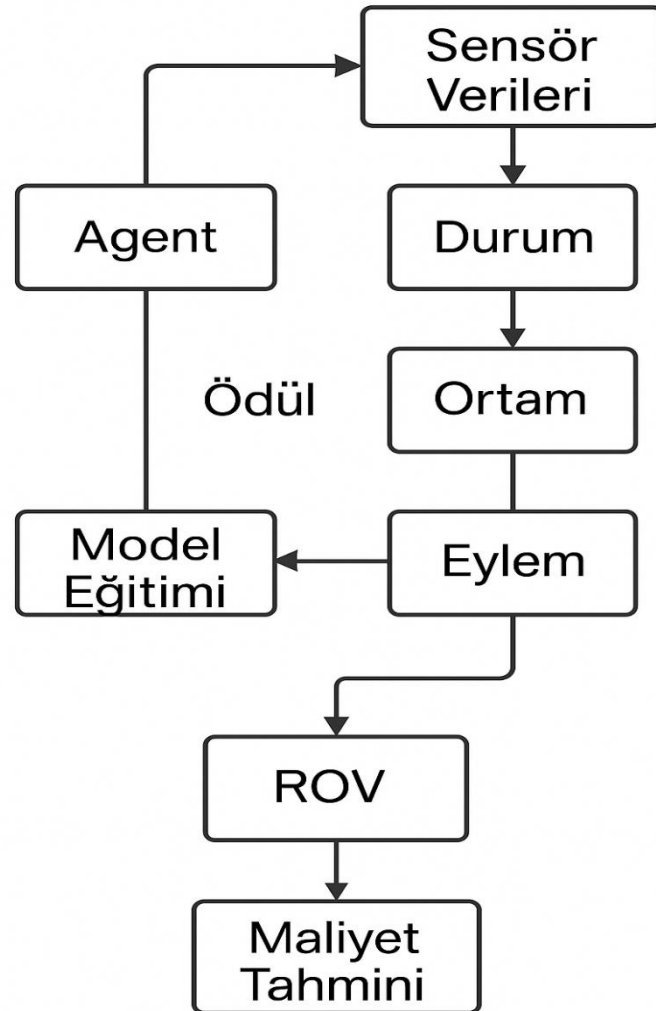 Sensör
Verileri
Agent
Durum
Ödül
Ortam
Model
Eğitimi
Eylem
ROV
Maliyet
Tahmini